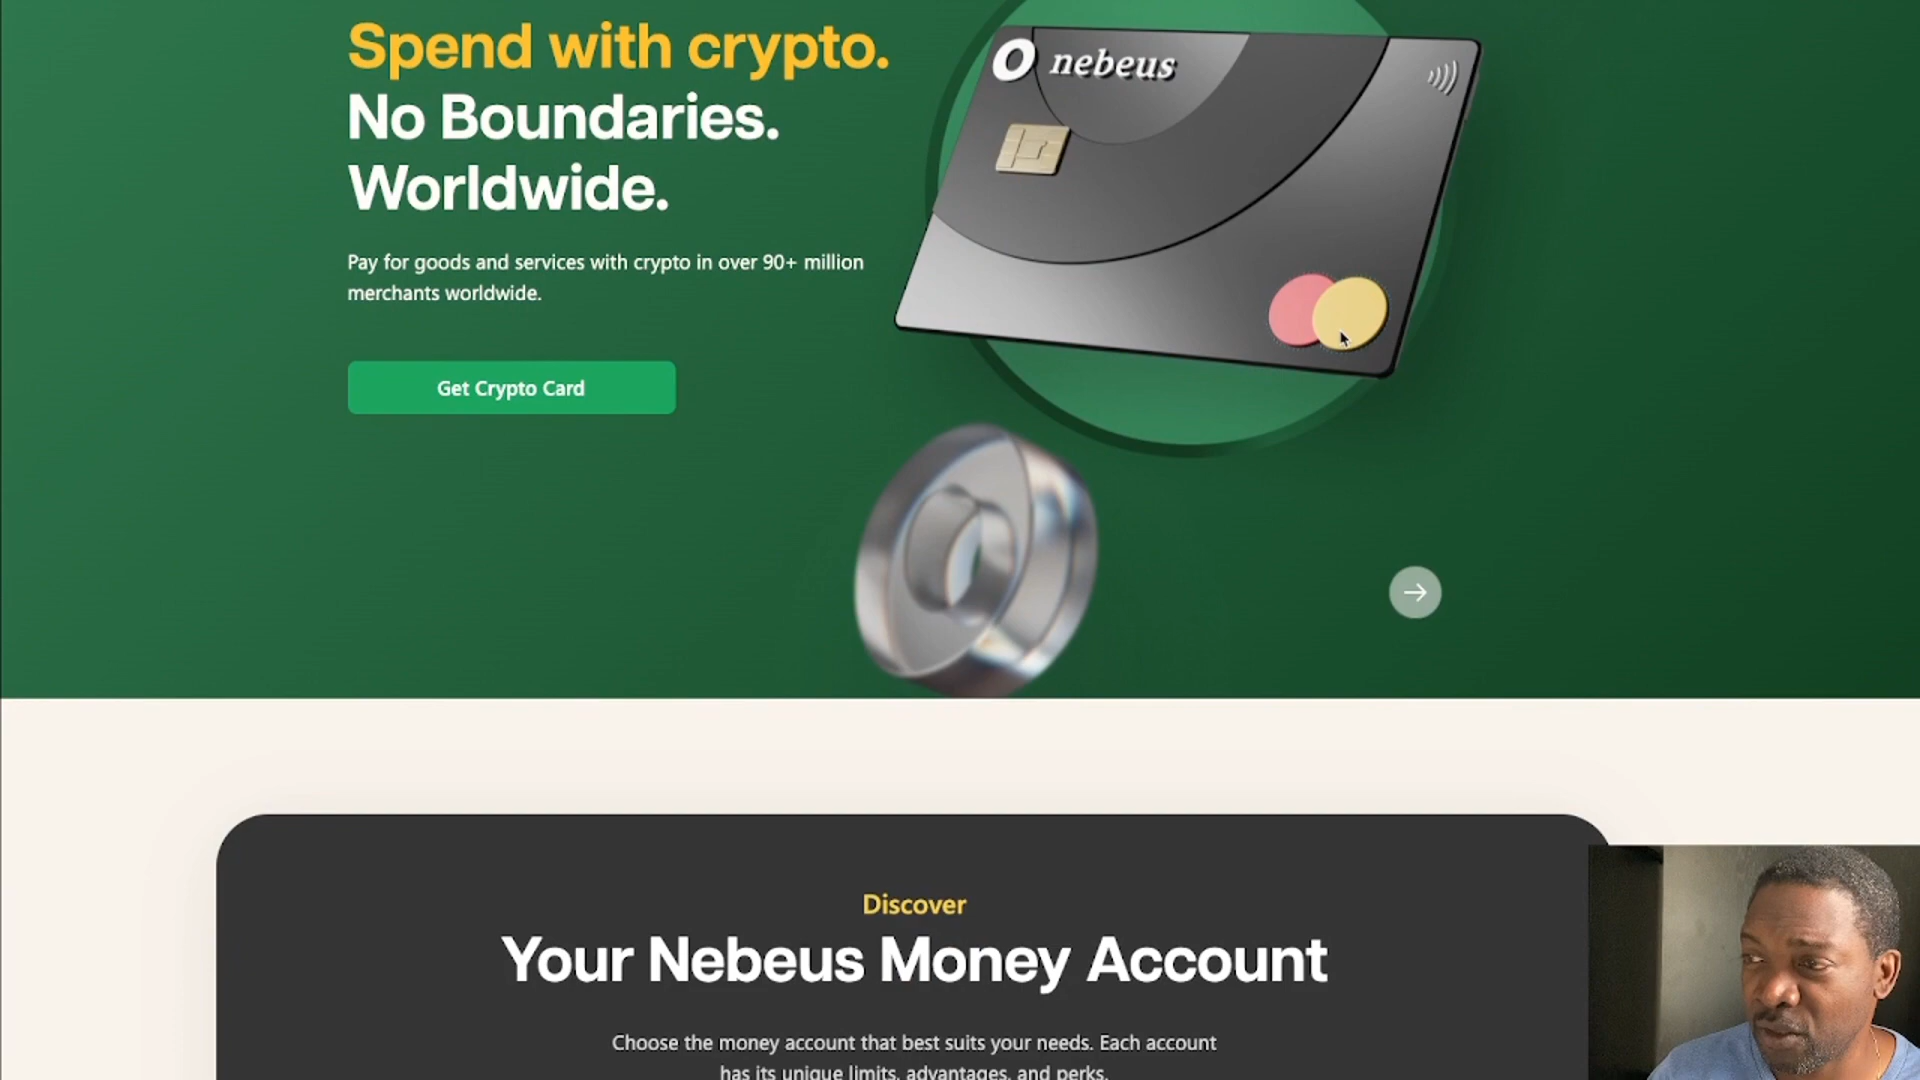 Spend with crypto.
No Boundaries.
Worldwide.
Pay for goods and services with crypto in over 90+ million
merchants worldwide.
Get Crypto Card
nebeus
Discover
Your Nebeus Money Account
Choose the money account that best suits your needs. Each account
has its unique limits, advantages, and perks.